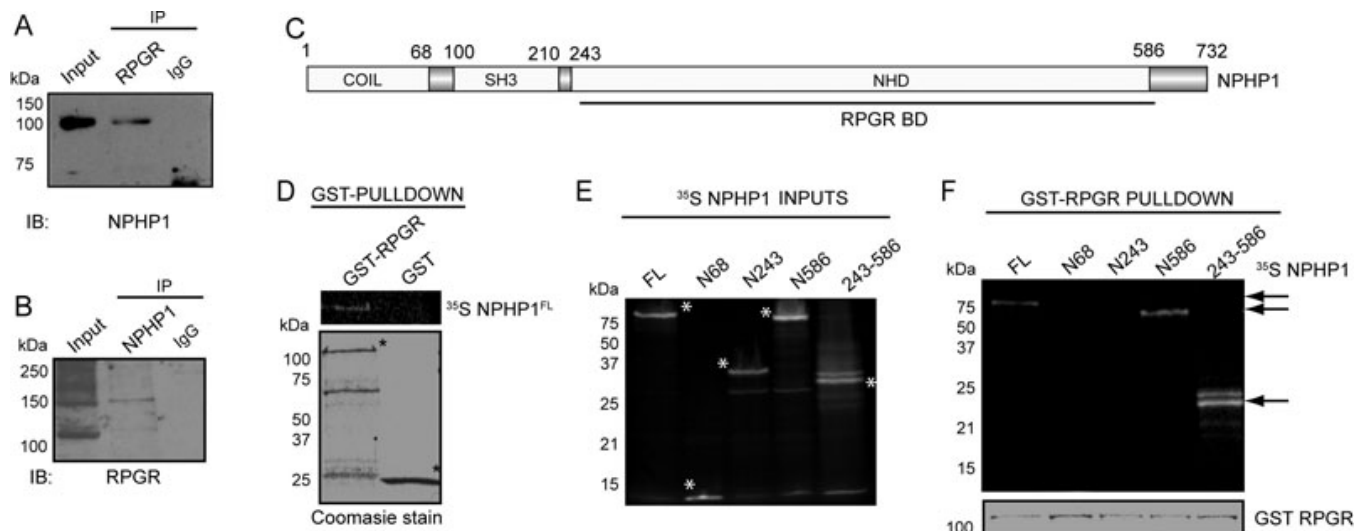 A
IP
kDa
Input
RPGR
IgG
150
100
75
IB: NPHP1
B
IP
kDa
Input
NPHP1
IgG
250
150
100
IB: RPGR
C
1 68 100 210 243 586 732
COIL SH3 NHD NPHP1
RPGR BD
D
GST-PULLDOWN
GST-RPGR
GST
³⁵S NPHP1ᶠᴸ
kDa
100
75
50
37
25
*
*
Coomasie stain
E
³⁵S NPHP1 INPUTS
FL
N68
N243
N586
243-586
kDa
75
50
37
25
21
15
*
*
*
*
*
F
GST-RPGR PULLDOWN
FL
N68
N243
N586
243-586
³⁵S NPHP1
kDa
75
50
37
25
21
15
100
GST RPGR